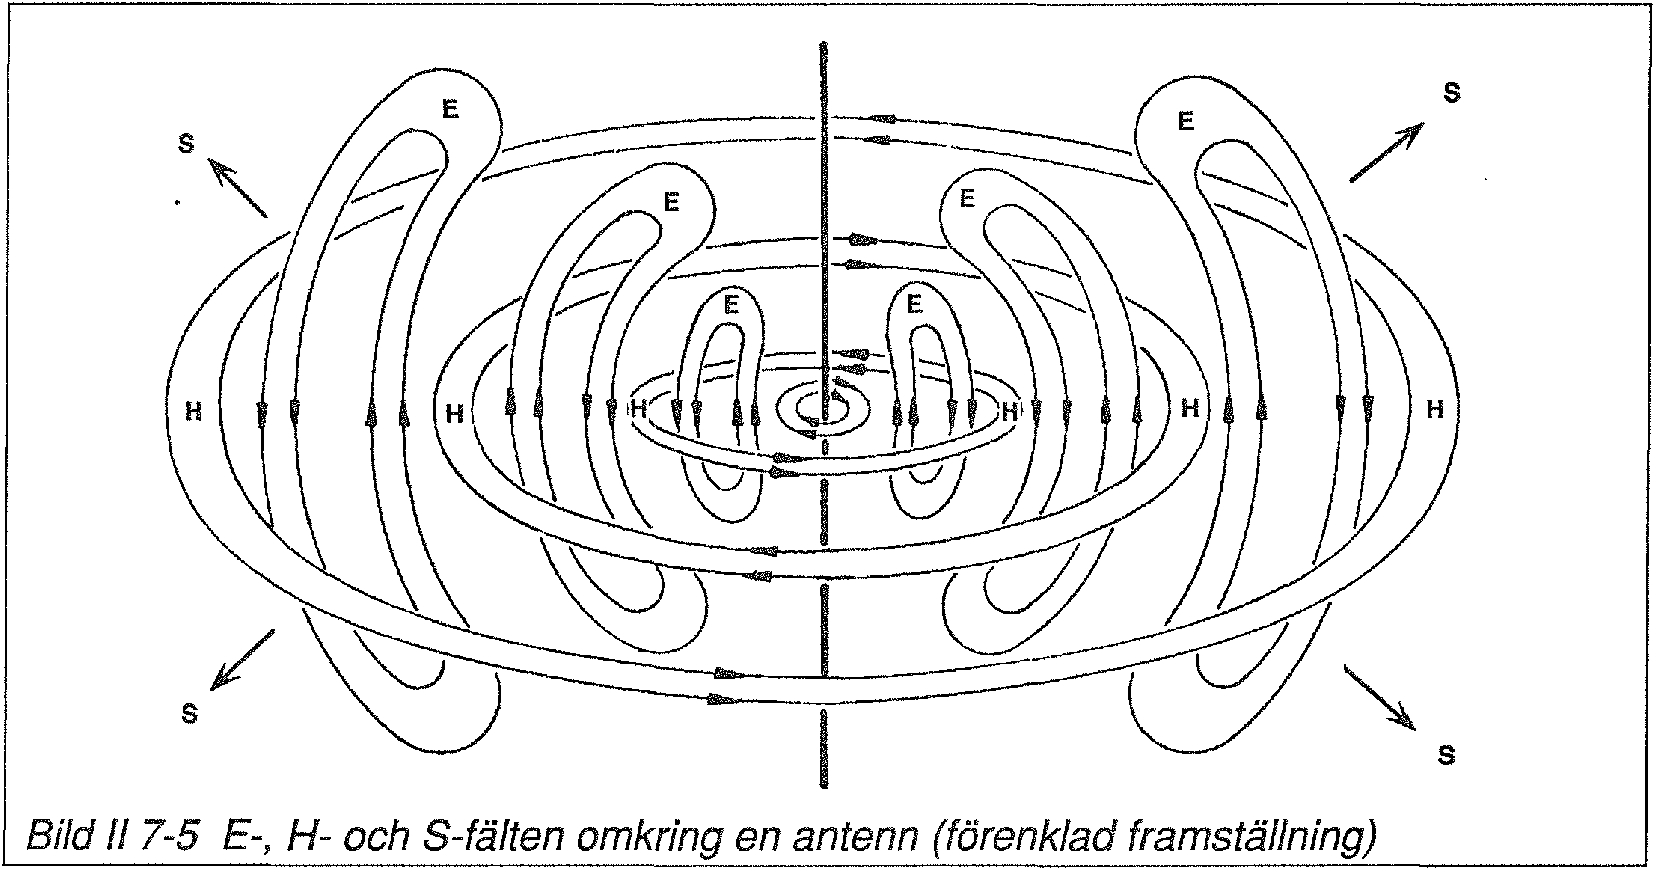 S
E
E
S
E
E
E
E
H
H
H
H
H
H
S
S
Bild II 7-5 E-, H- och S-fälten omkring en antenn (förenklad framställning)